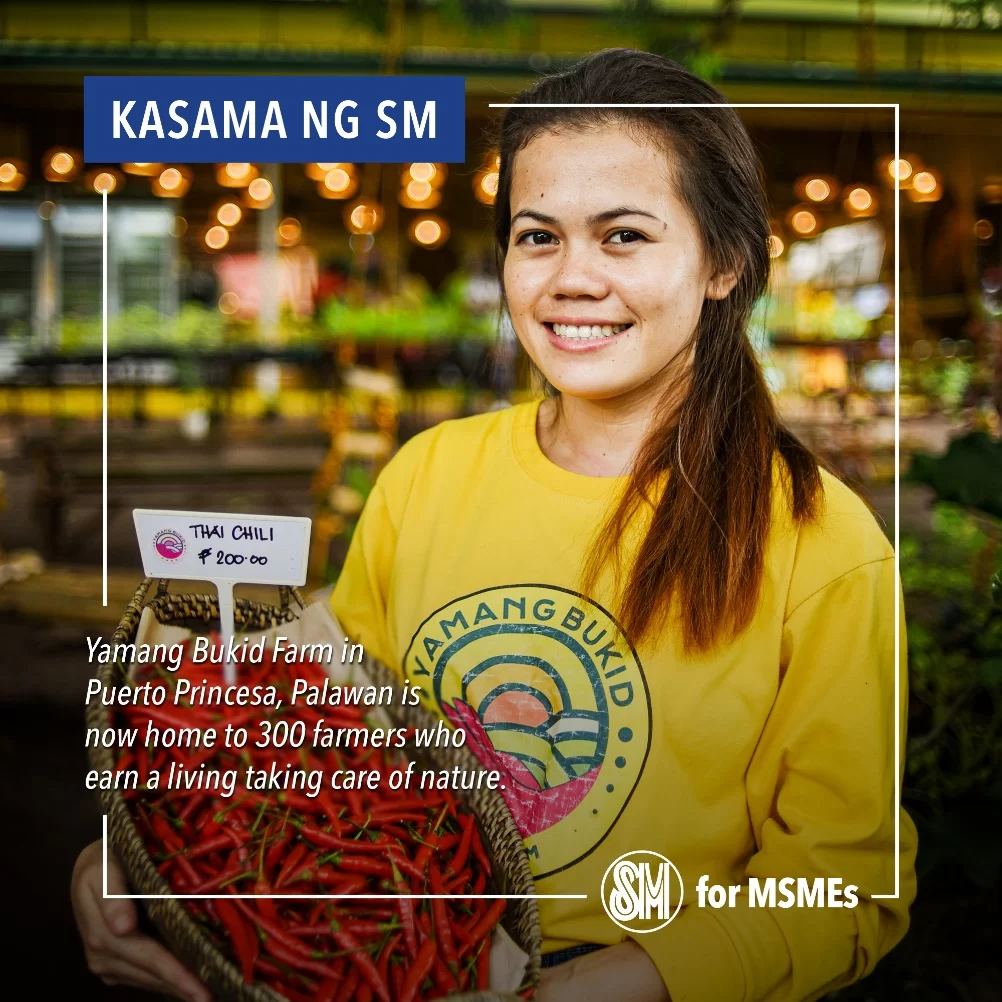 KASAMA NG SM
THAI CHILI
₱ 200.00
YAMANG BUKID
Yamang Bukid Farm in
Puerto Princesa, Palawan is
now home to 300 farmers who
earn a living taking care of nature.
SM for MSMEs